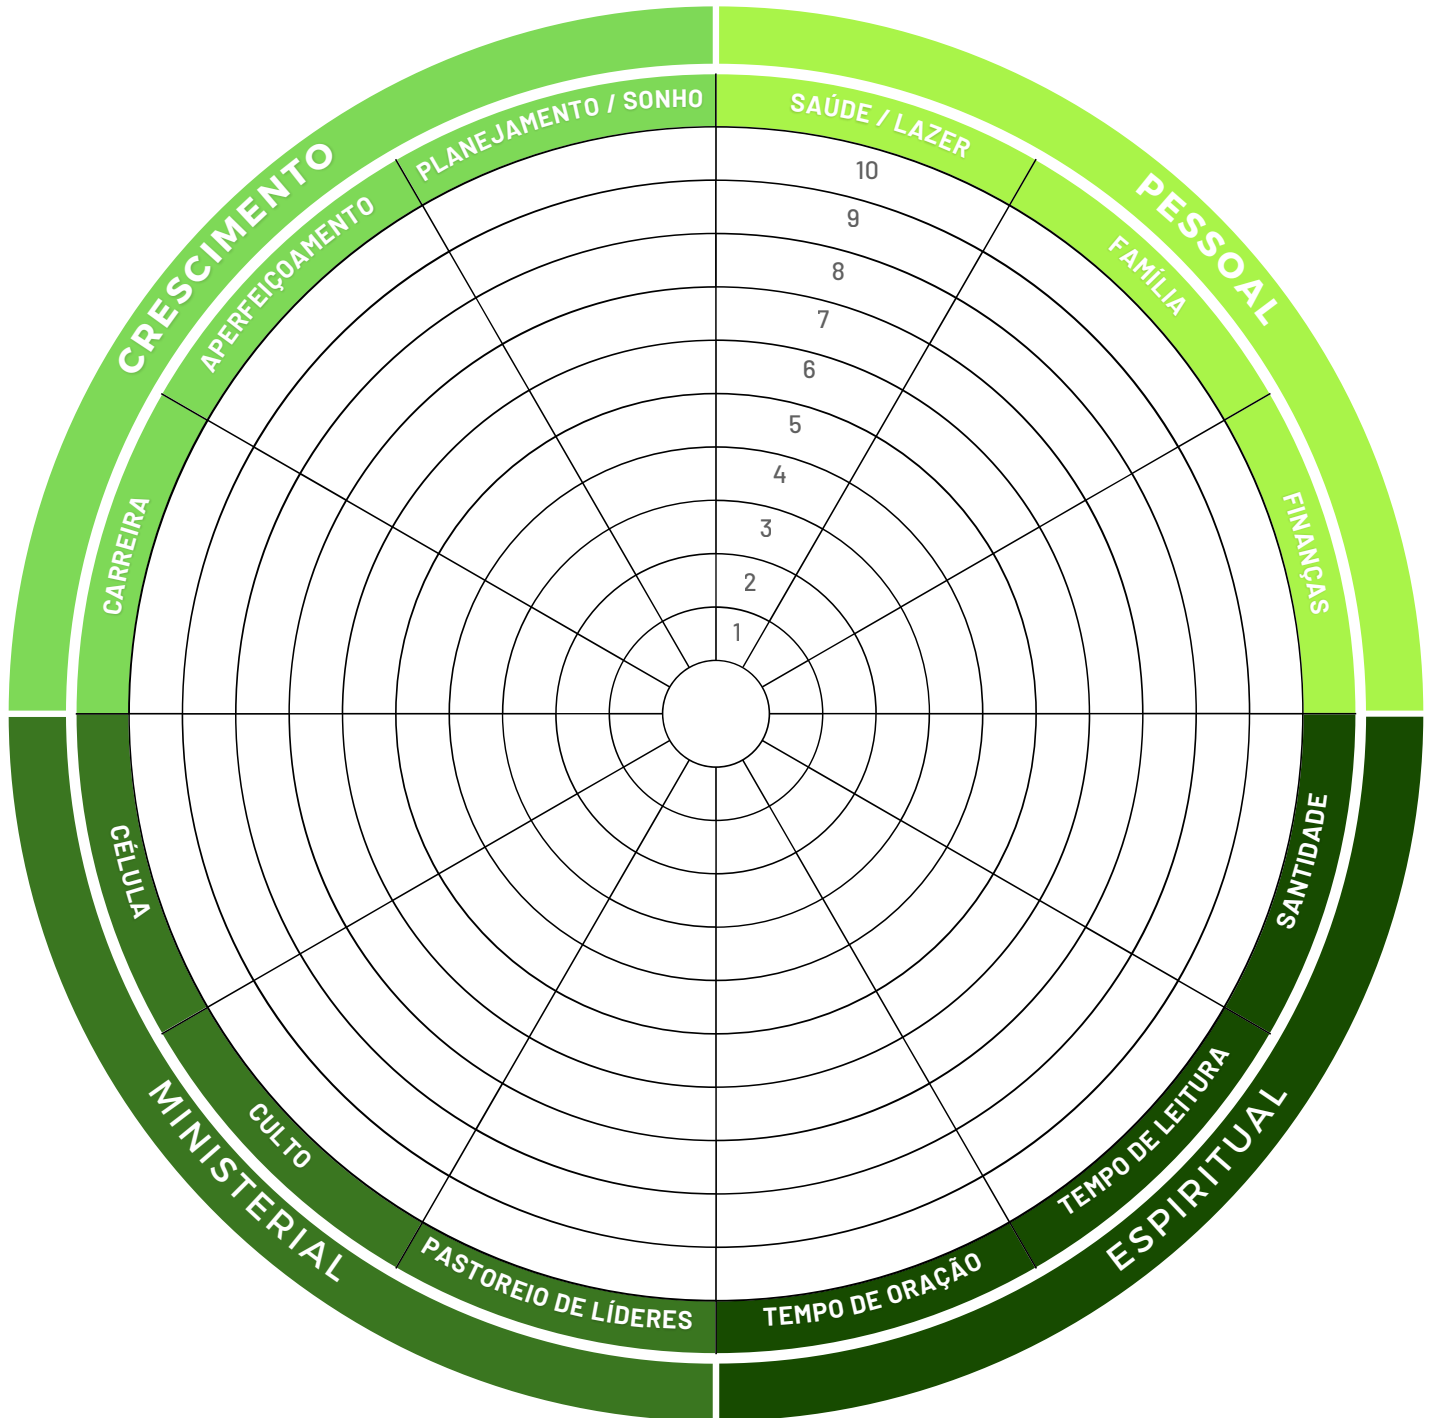 CRESCIMENTO
PLANEJAMENTO / SONHO
APERFEIÇOAMENTO
CARREIRA
PESSOAL
SAÚDE / LAZER
FAMÍLIA
FINANÇAS
10
9
8
7
6
5
4
3
2
1
MINISTERIAL
CÉLULA
CULTO
PASTOREIO DE LÍDERES
ESPIRITUAL
SANTIDADE
TEMPO DE LEITURA
TEMPO DE ORAÇÃO